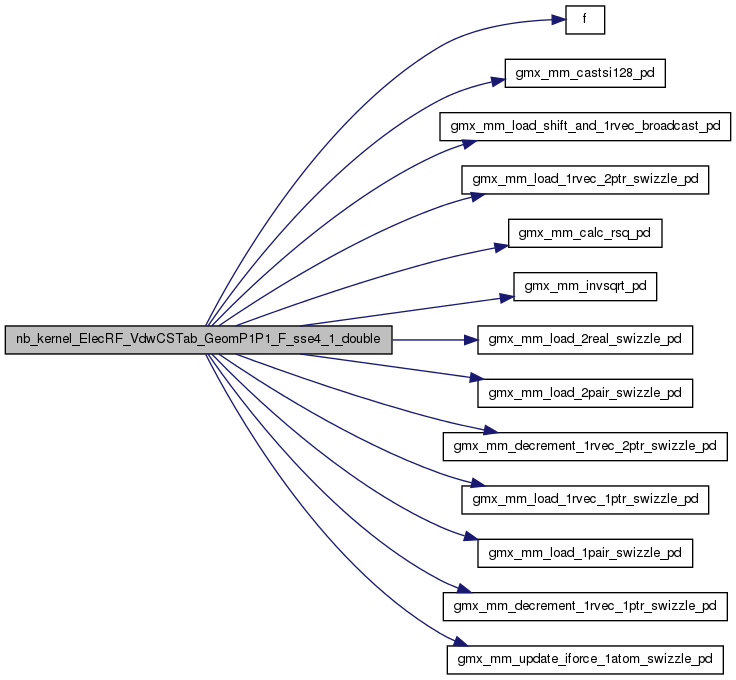 f
gmx_mm_castsi128_pd
gmx_mm_load_shift_and_1rvec_broadcast_pd
gmx_mm_load_1rvec_2ptr_swizzle_pd
gmx_mm_calc_rsq_pd
gmx_mm_invsqrt_pd
nb_kernel_ElecRF_VdwCSTab_GeomP1P1_F_sse4_1_double
gmx_mm_load_2real_swizzle_pd
gmx_mm_load_2pair_swizzle_pd
gmx_mm_decrement_1rvec_2ptr_swizzle_pd
gmx_mm_load_1rvec_1ptr_swizzle_pd
gmx_mm_load_1pair_swizzle_pd
gmx_mm_decrement_1rvec_1ptr_swizzle_pd
gmx_mm_update_iforce_1atom_swizzle_pd